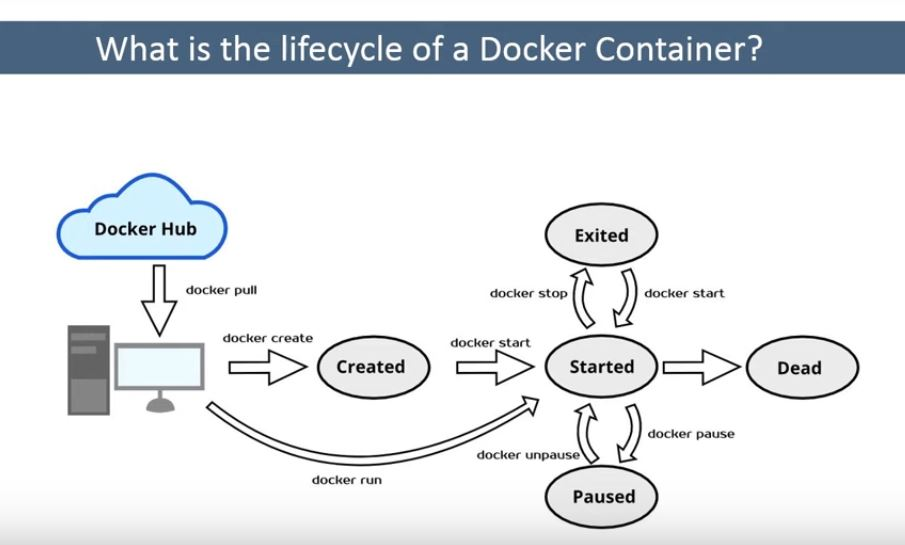 What is the lifecycle of a Docker Container?
Docker Hub
docker pull
docker create
Created
docker start
Started
docker run
Exited
docker stop
docker start
Dead
docker pause
docker unpause
Paused